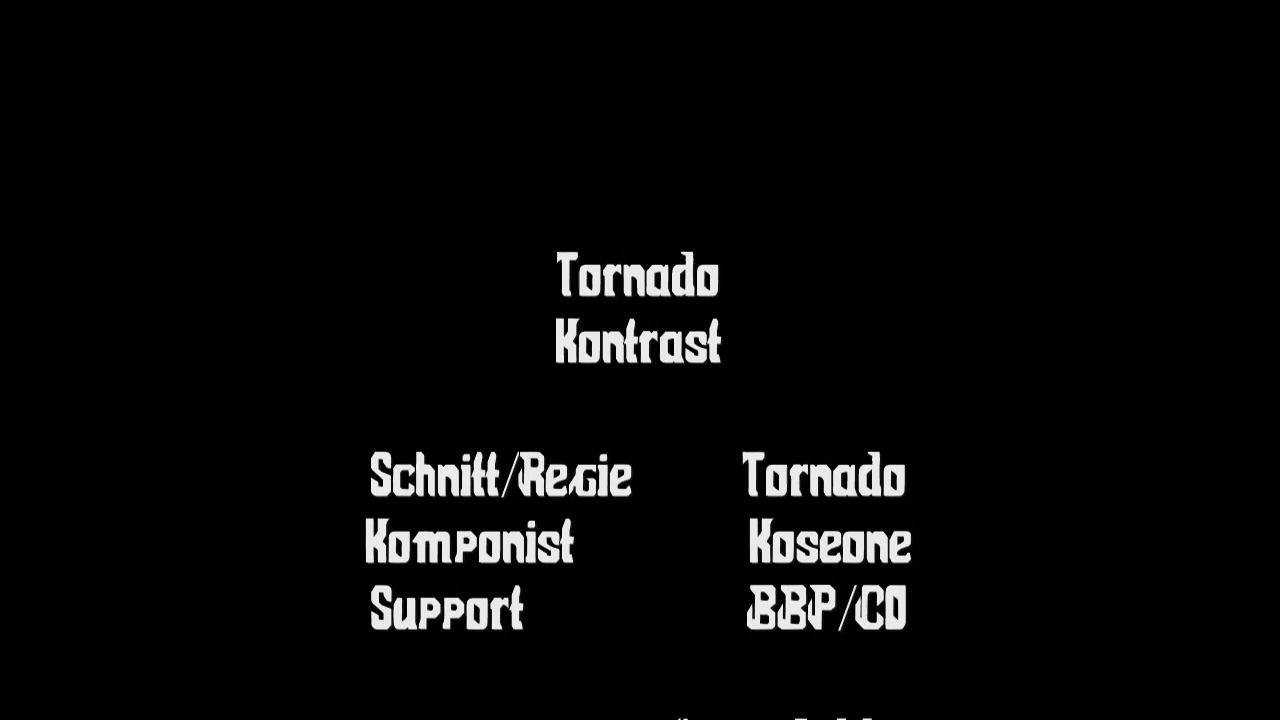 Tornado
Kontrast
Schnitt/Regie Tornado
Komponist Koseone
Support BBP/CO